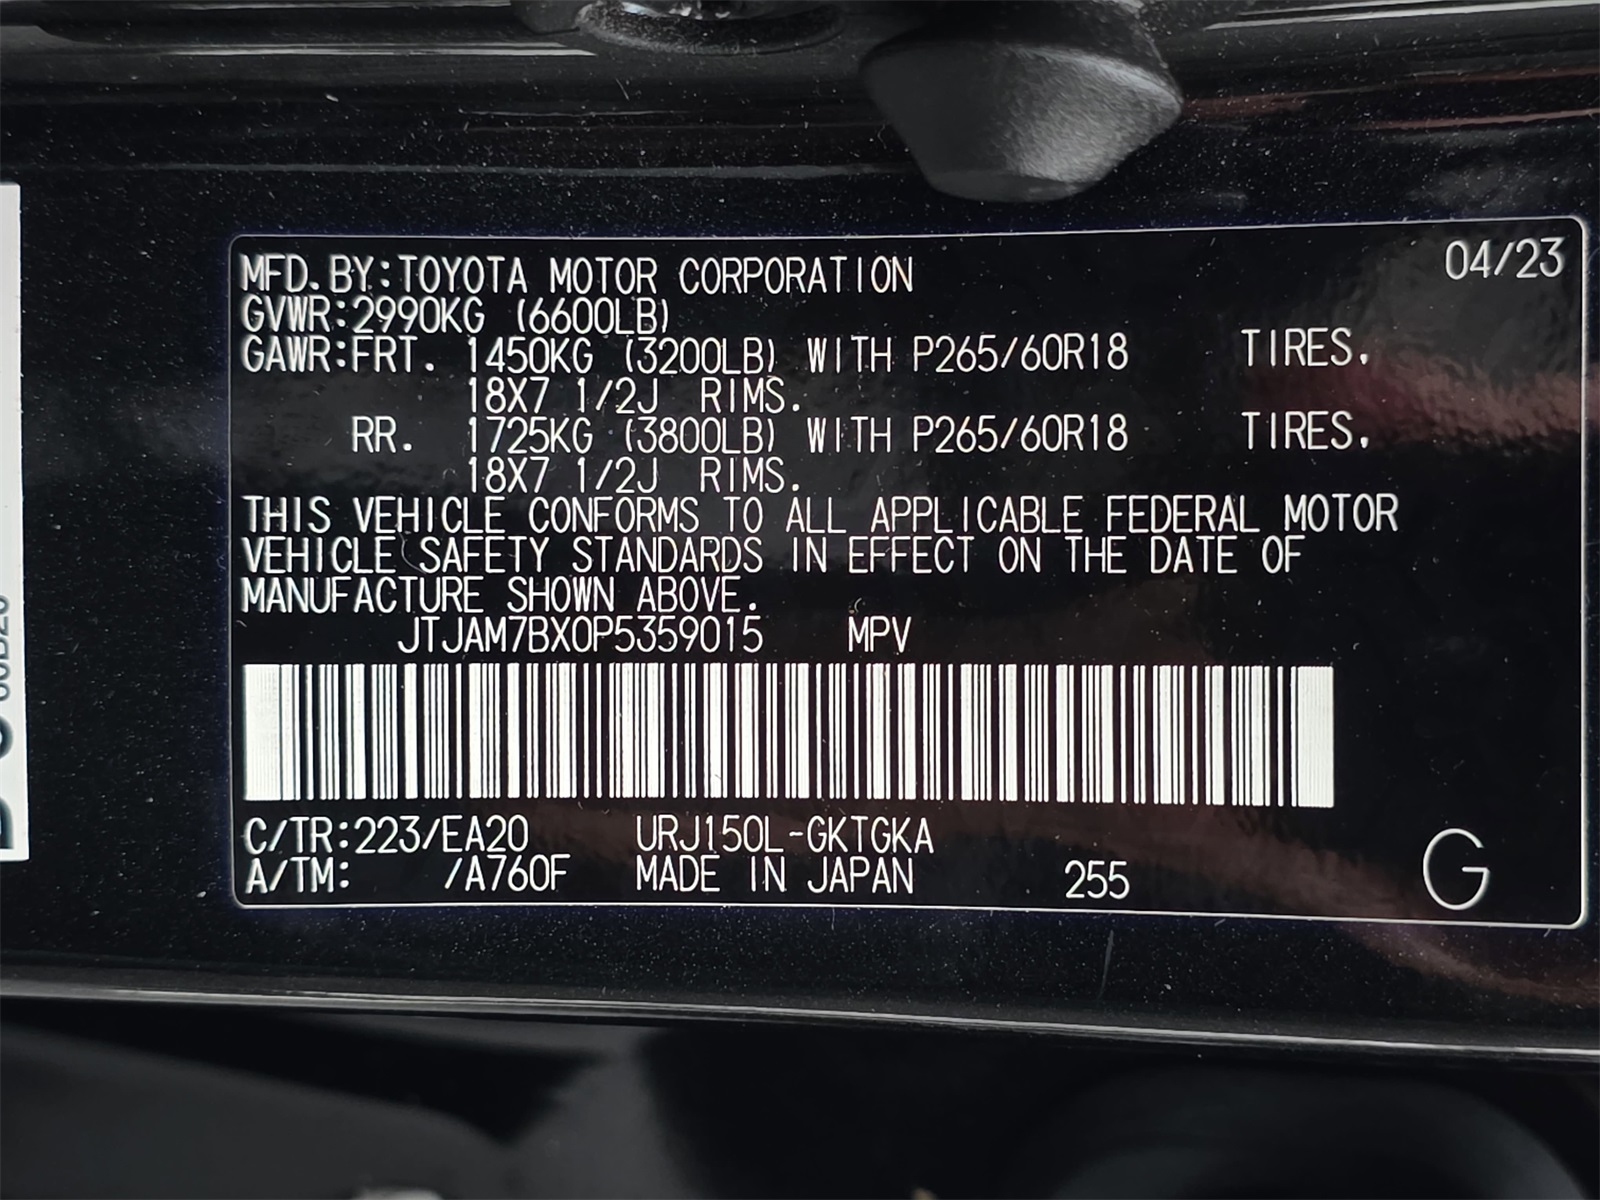 04/23
MFD.BY:TOYOTA MOTOR CORPORATION
GVWR:2990KG (6600LB)
GAWR:FRT. 1450KG (3200LB) WITH P265/60R18 TIRES,
18X7 1/2J RIMS.
RR. 1725KG (3800LB) WITH P265/60R18 TIRES,
18X7 1/2J RIMS.
THIS VEHICLE CONFORMS TO ALL APPLICABLE FEDERAL MOTOR
VEHICLE SAFETY STANDARDS IN EFFECT ON THE DATE OF
MANUFACTURE SHOWN ABOVE.
JTJAM7BX0P5359015 MPV
C/TR:223/EA20 URJ150L-GKTGKA
A/TM: /A760F MADE IN JAPAN 255 G